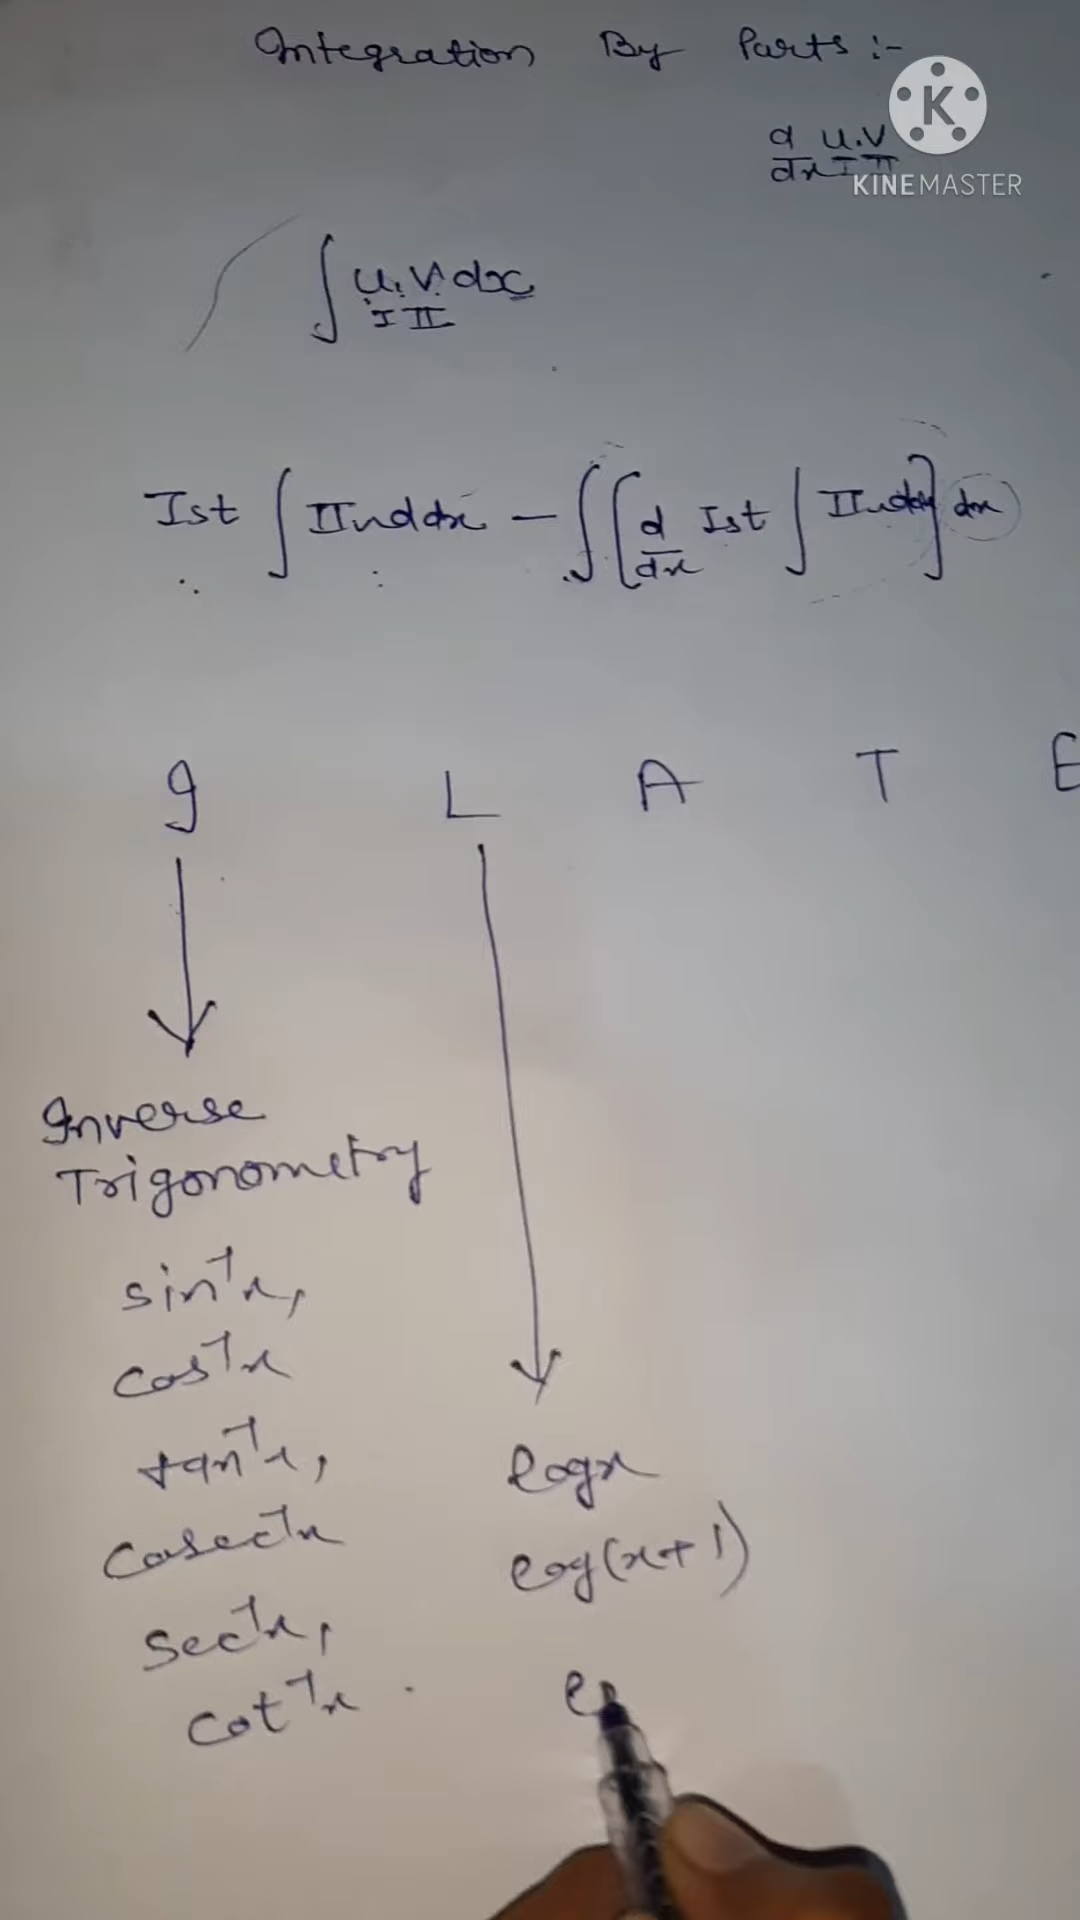 Integration By Parts :-
d/dx u.v
I II
K
KINEMASTER
∫ u.v dx
I II
Ist ∫ IInd dx - ∫ [d/dx Ist ∫ IInd dx] dx
I L A T E
Inverse
Trigonometry
sin⁻¹x,
cos⁻¹x
tan⁻¹x,
cosec⁻¹x
sec⁻¹x,
cot⁻¹x .
logx
log(x+1)